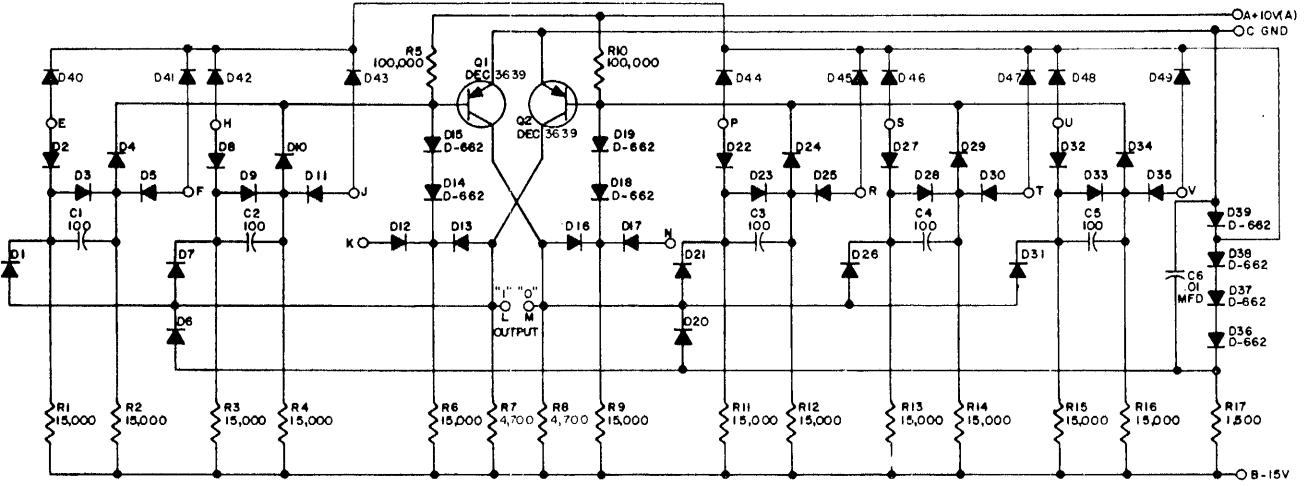 A+10V(A)
C GND
R5
100,000
Q1
DEC 3639
R10
100,000
D40
D41
D42
D43
D44
D45
D46
D47
D48
D49
E
H
Q2
DEC 3639
P
S
U
D2
D4
D8
D10
D15
D-662
D19
D-662
D22
D24
D27
D29
D32
D34
D3
D5
F
D9
D11
J
D14
D-662
D18
D-662
D23
D25
R
D28
D30
T
D33
D35
V
C1
100
C2
100
C3
100
C4
100
C5
100
D39
D-662
K
D12
D13
D16
D17
N
D1
D7
D21
D26
D31
D38
D-662
C6
.01
MFD
D37
D-662
"1" "0"
L M
OUTPUT
D6
D20
D36
D-662
R1
15,000
R2
15,000
R3
15,000
R4
15,000
R6
15,000
R7
4,700
R8
4,700
R9
15,000
R11
15,000
R12
15,000
R13
15,000
R14
15,000
R15
15,000
R16
15,000
R17
1,500
B-15V